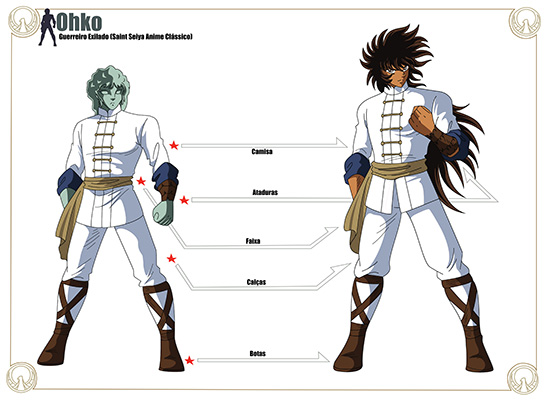 Ohko
Guerreiro Exilado (Saint Seiya Anime Clássico)
Camisa
Ataduras
Faixa
Calças
Botas